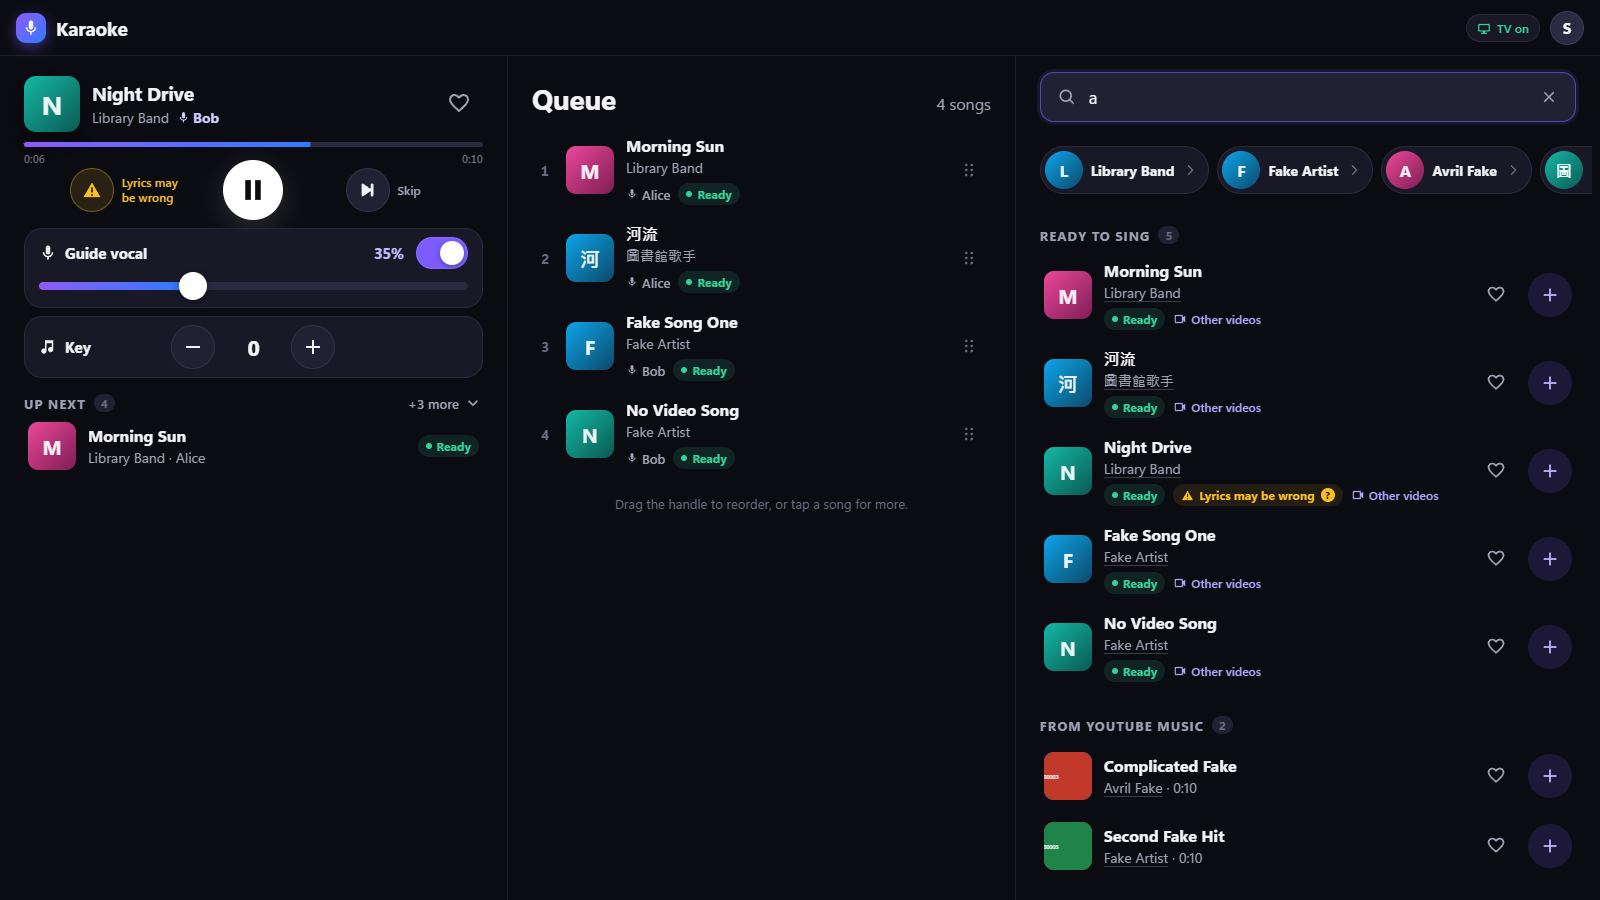 Karaoke
TV on
S
N
Night Drive
Library Band Bob
0:06
0:10
Lyrics may
be wrong
Skip
Guide vocal
35%
Key
0
UP NEXT 4
+3 more
M
Morning Sun
Library Band · Alice
Ready
Queue
4 songs
1
M
Morning Sun
Library Band
Alice Ready
2
河
河流
圖書館歌手
Alice Ready
3
F
Fake Song One
Fake Artist
Bob Ready
4
N
No Video Song
Fake Artist
Bob Ready
Drag the handle to reorder, or tap a song for more.
a
L Library Band
F Fake Artist
A Avril Fake
圖
READY TO SING 5
M
Morning Sun
Library Band
Ready Other videos
河
河流
圖書館歌手
Ready Other videos
N
Night Drive
Library Band
Ready Lyrics may be wrong ? Other videos
F
Fake Song One
Fake Artist
Ready Other videos
N
No Video Song
Fake Artist
Ready Other videos
FROM YOUTUBE MUSIC 2
Complicated Fake
Avril Fake · 0:10
Second Fake Hit
Fake Artist · 0:10